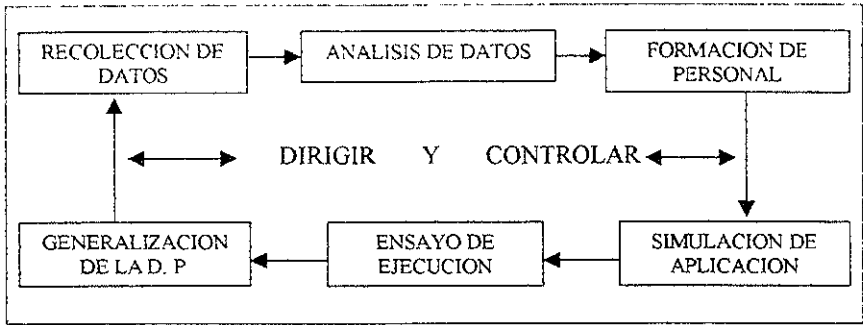 RECOLECCION DE
DATOS
ANALISIS DE DATOS
FORMACION DE
PERSONAL
DIRIGIR Y CONTROLAR
GENERALIZACION
DE LA D. P
ENSAYO DE
EJECUCION
SIMULACION DE
APLICACION